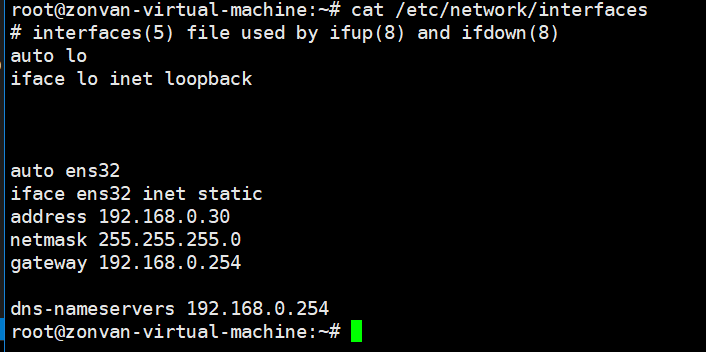 root@zonvan-virtual-machine:~# cat /etc/network/interfaces
# interfaces(5) file used by ifup(8) and ifdown(8)
auto lo
iface lo inet loopback
auto ens32
iface ens32 inet static
address 192.168.0.30
netmask 255.255.255.0
gateway 192.168.0.254
dns-nameservers 192.168.0.254
root@zonvan-virtual-machine:~#